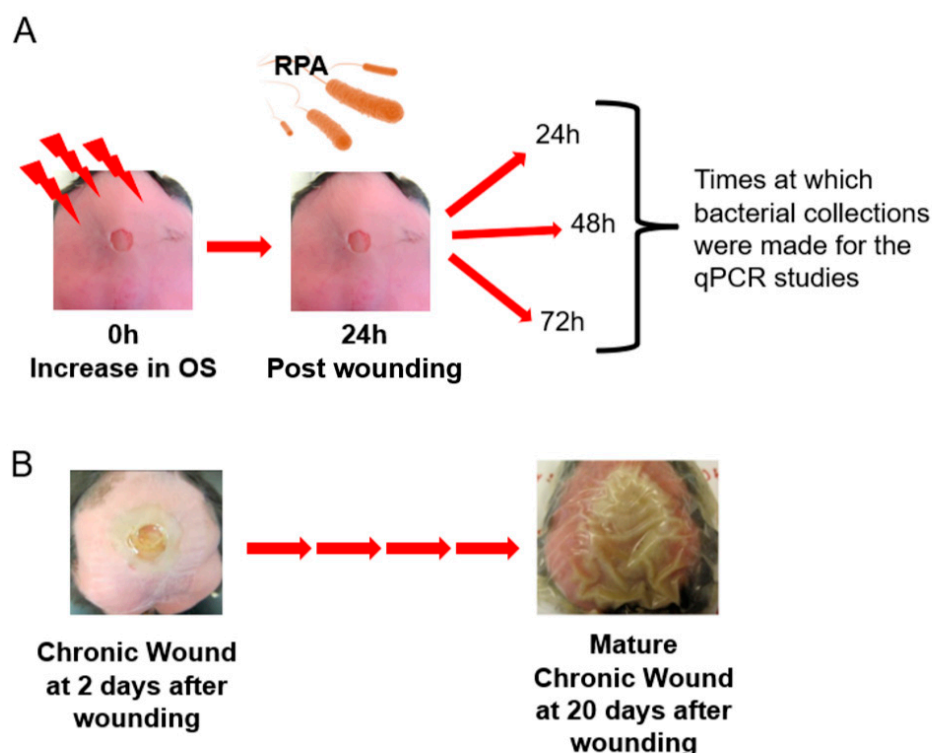 A
RPA
24h
48h
72h
Times at which
bacterial collections
were made for the
qPCR studies
0h
Increase in OS
24h
Post wounding
B
Chronic Wound
at 2 days after
wounding
Mature
Chronic Wound
at 20 days after
wounding